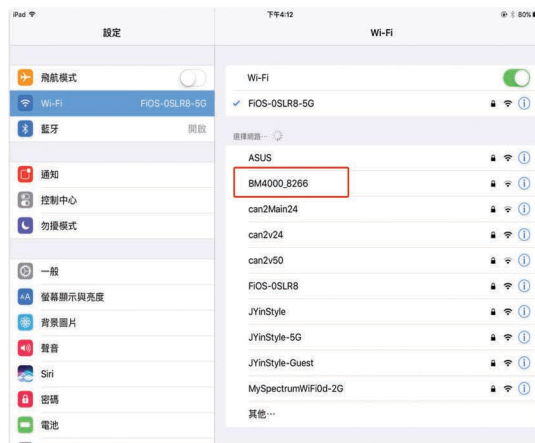 iPad
下午4:12
80%
設定
Wi-Fi
飛航模式
Wi-Fi FiOS-0SLR8-5G
藍牙 開啟
通知
控制中心
勿擾模式
一般
螢幕顯示與亮度
背景圖片
聲音
Siri
密碼
電池
Wi-Fi
FiOS-0SLR8-5G
選擇網路…
ASUS
BM4000_8266
can2Main24
can2v24
can2v50
FiOS-0SLR8
JYinStyle
JYinStyle-5G
JYinStyle-Guest
MySpectrumWiFi0d-2G
其他…